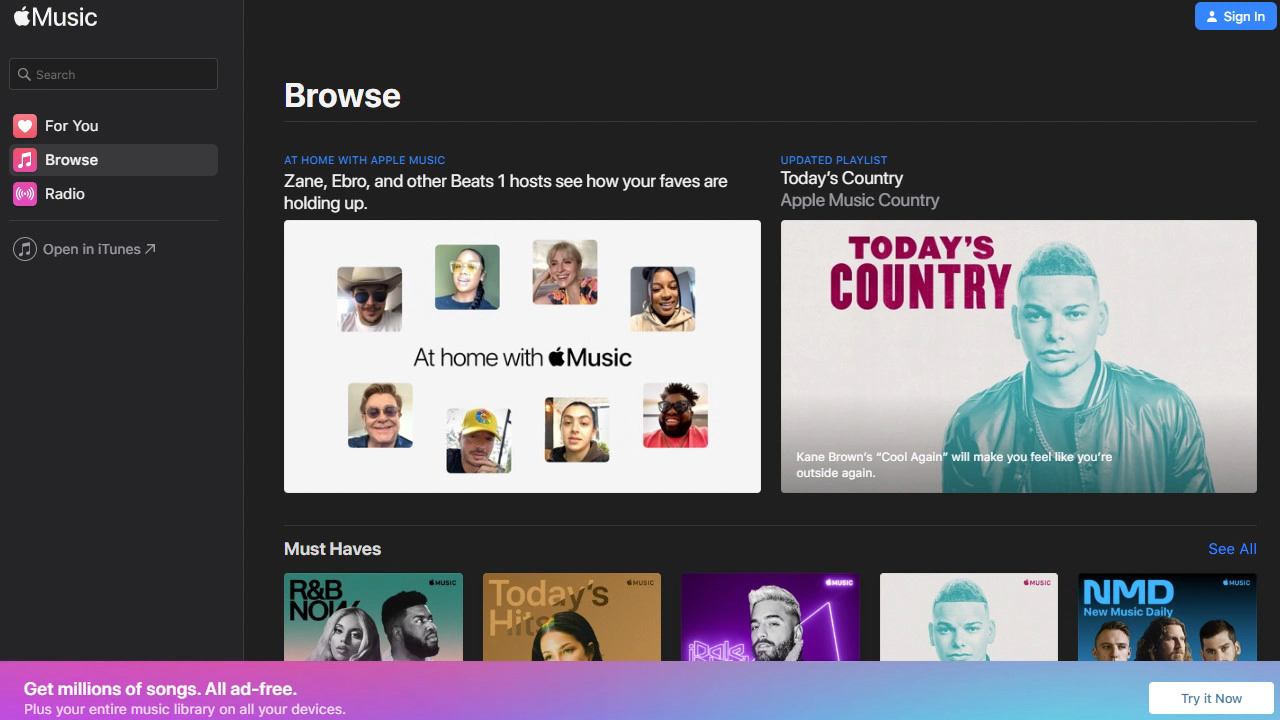 Music
Sign In
Search
For You
Browse
Radio
Open in iTunes
Browse
AT HOME WITH APPLE MUSIC
Zane, Ebro, and other Beats 1 hosts see how your faves are
holding up.
At home with Music
UPDATED PLAYLIST
Today's Country
Apple Music Country
TODAY'S
COUNTRY
Kane Brown's “Cool Again” will make you feel like you're
outside again.
Must Haves
See All
MUSIC
R&B
NOW
MUSIC
Today's
Hits
MUSIC
MUSIC
MUSIC
NMD
New Music Daily
Get millions of songs. All ad-free.
Plus your entire music library on all your devices.
Try it Now